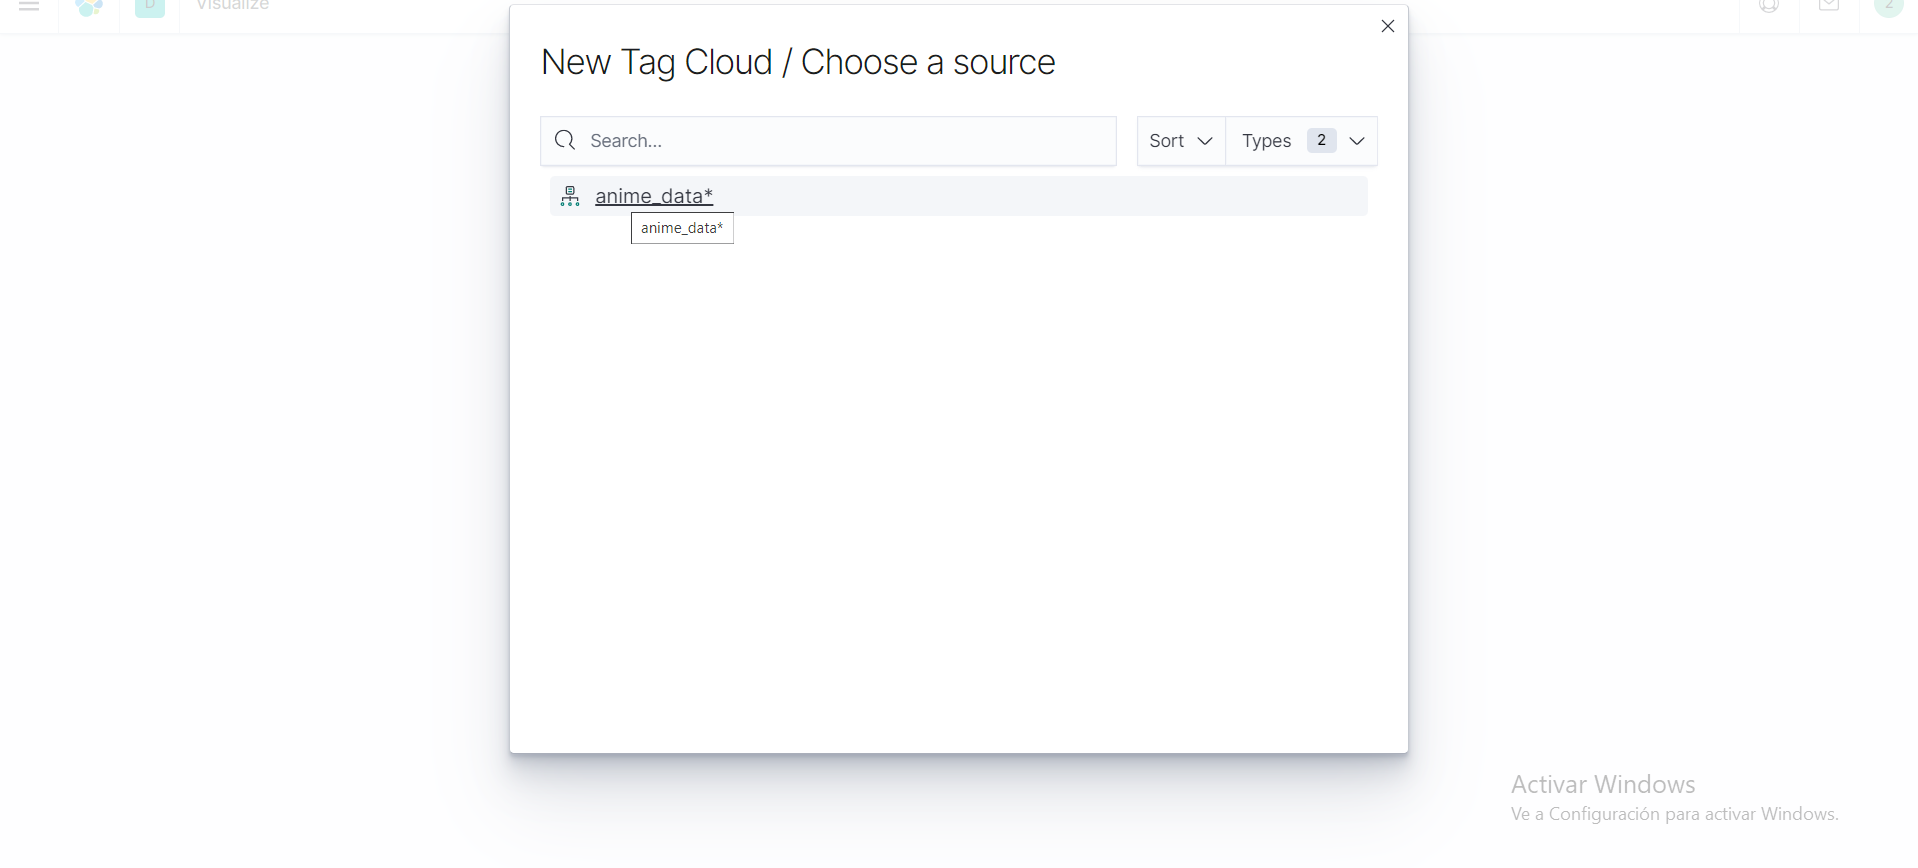 D
Visualize
2
New Tag Cloud / Choose a source
Search...
Sort
Types 2
anime_data*
anime_data*
Activar Windows
Ve a Configuración para activar Windows.